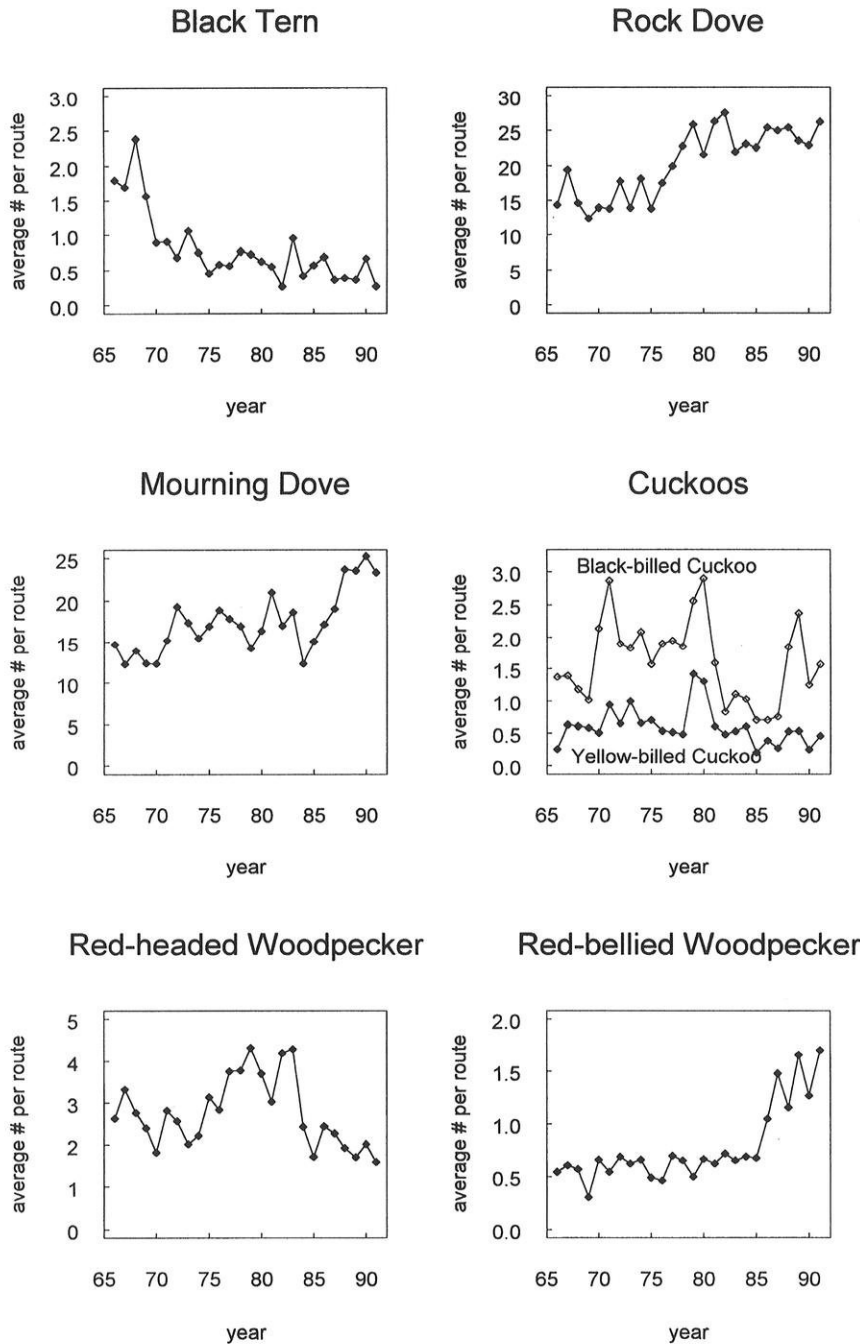 Black Tern
average # per route
3.0
2.5
2.0
1.5
1.0
0.5
0.0
65 70 75 80 85 90
year
Rock Dove
average # per route
30
25
20
15
10
5
0
65 70 75 80 85 90
year
Mourning Dove
average # per route
25
20
15
10
5
0
65 70 75 80 85 90
year
Cuckoos
average # per route
3.0
2.5
2.0
1.5
1.0
0.5
0.0
Black-billed Cuckoo
Yellow-billed Cuckoo
65 70 75 80 85 90
year
Red-headed Woodpecker
average # per route
5
4
3
2
1
0
65 70 75 80 85 90
year
Red-bellied Woodpecker
average # per route
2.0
1.5
1.0
0.5
0.0
65 70 75 80 85 90
year